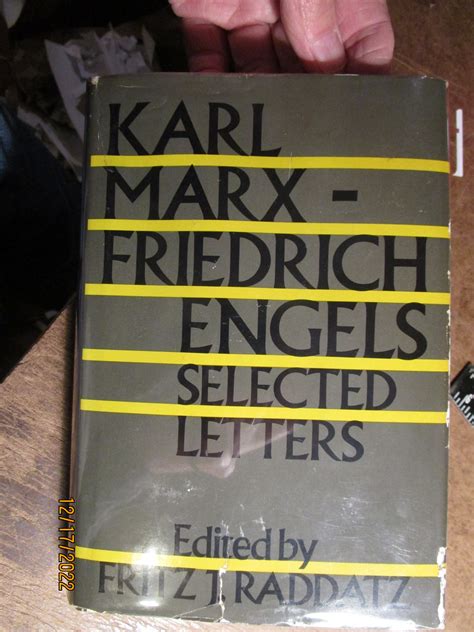 KARL
MARX -
FRIEDRICH
ENGELS
SELECTED
LETTERS
Edited by
FRITZ J. RADDATZ
12/17/2022